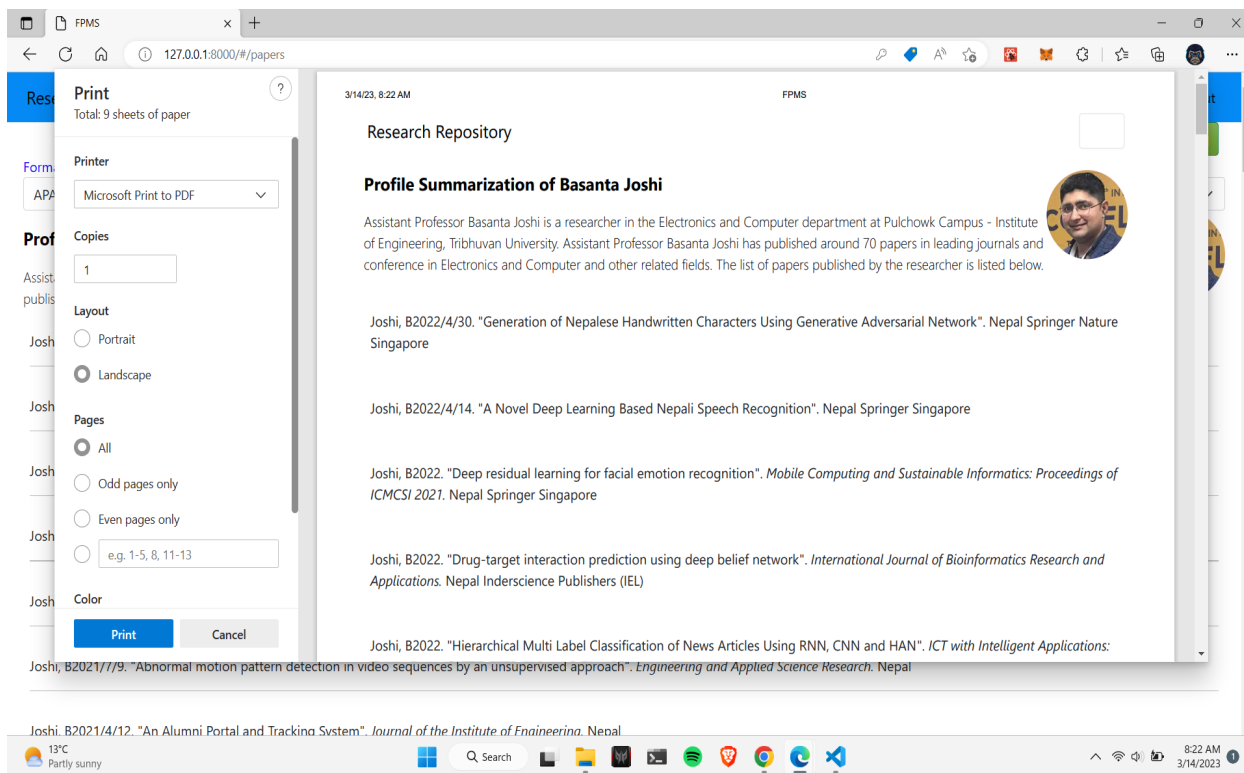 FPMS
127.0.0.1:8000/#/papers
Print
Total: 9 sheets of paper
?
Printer
Microsoft Print to PDF
Copies
1
Layout
Portrait
Landscape
Pages
All
Odd pages only
Even pages only
e.g. 1-5, 8, 11-13
Color
Print
Cancel
3/14/23, 8:22 AM
FPMS
Research Repository
Profile Summarization of Basanta Joshi
Assistant Professor Basanta Joshi is a researcher in the Electronics and Computer department at Pulchowk Campus - Institute
of Engineering, Tribhuvan University. Assistant Professor Basanta Joshi has published around 70 papers in leading journals and
conference in Electronics and Computer and other related fields. The list of papers published by the researcher is listed below.
Joshi, B2022/4/30. "Generation of Nepalese Handwritten Characters Using Generative Adversarial Network". Nepal Springer Nature
Singapore
Joshi, B2022/4/14. "A Novel Deep Learning Based Nepali Speech Recognition". Nepal Springer Singapore
Joshi, B2022. "Deep residual learning for facial emotion recognition". Mobile Computing and Sustainable Informatics: Proceedings of
ICMCSI 2021. Nepal Springer Singapore
Joshi, B2022. "Drug-target interaction prediction using deep belief network". International Journal of Bioinformatics Research and
Applications. Nepal Inderscience Publishers (IEL)
Joshi, B2022. "Hierarchical Multi Label Classification of News Articles Using RNN, CNN and HAN". ICT with Intelligent Applications:
Rese
Form
APA
Prof
Assist
publis
Josh
Josh
Josh
Josh
Josh
Joshi, B2021/7/9. "Abnormal motion pattern detection in video sequences by an unsupervised approach". Engineering and Applied Science Research. Nepal
Joshi, B2021/4/12. "An Alumni Portal and Tracking System". Journal of the Institute of Engineering. Nepal
13°C
Partly sunny
Search
8:22 AM
3/14/2023
1